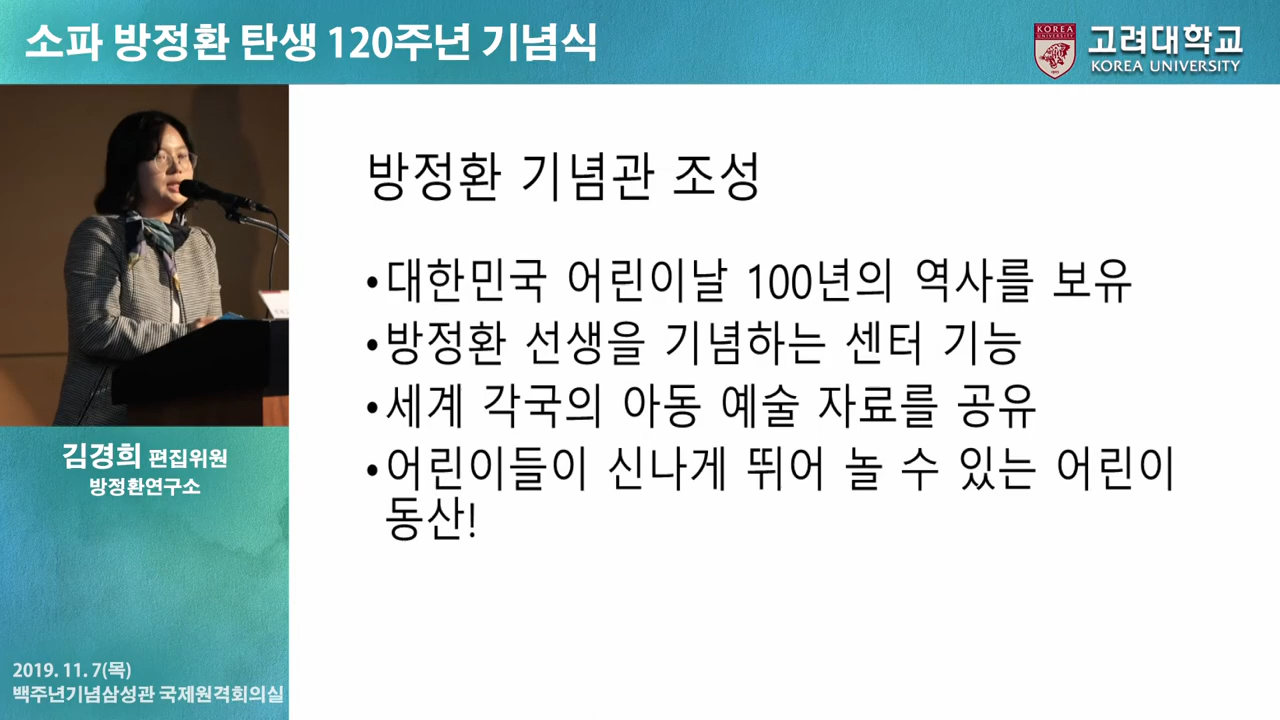 소파 방정환 탄생 120주년 기념식
KOREA
UNIVERSITY
1905
고려대학교
KOREA UNIVERSITY
방정환 기념관 조성
•대한민국 어린이날 100년의 역사를 보유
•방정환 선생을 기념하는 센터 기능
•세계 각국의 아동 예술 자료를 공유
•어린이들이 신나게 뛰어 놀 수 있는 어린이
동산!
김경희 편집위원
방정환연구소
2019. 11. 7(목)
백주년기념삼성관 국제원격회의실